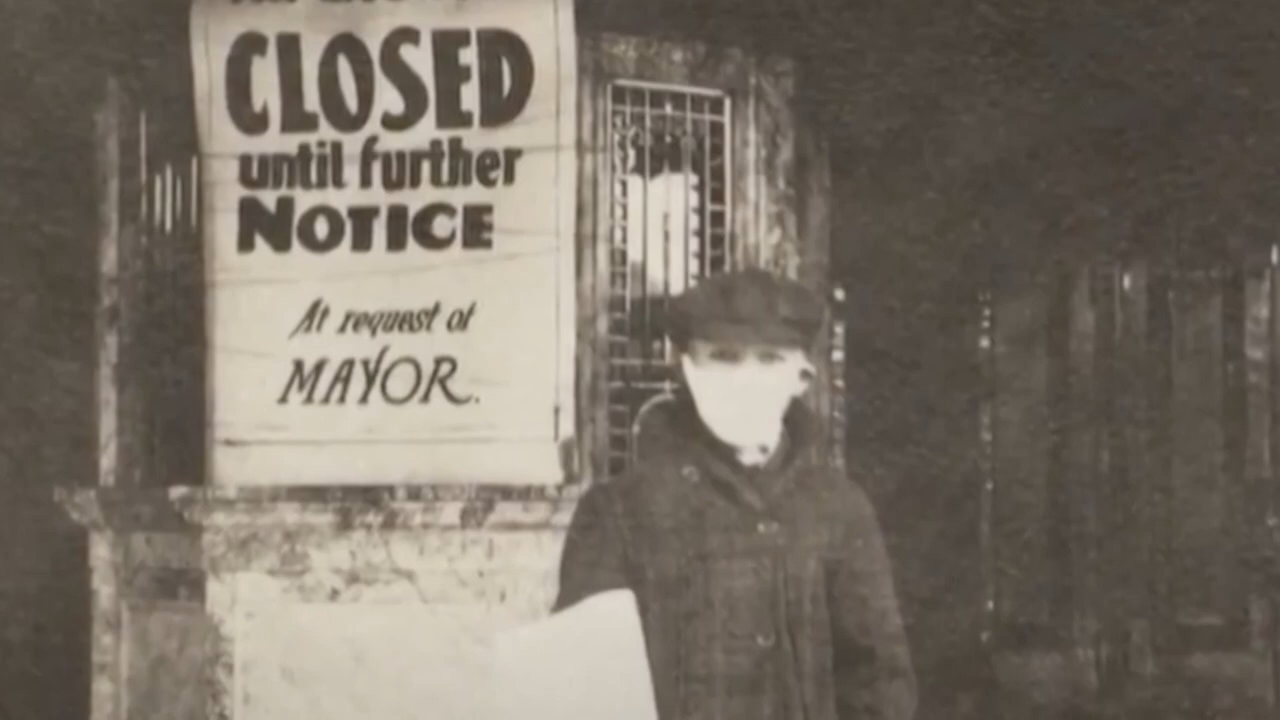 CLOSED
until further
NOTICE
At request of
MAYOR.